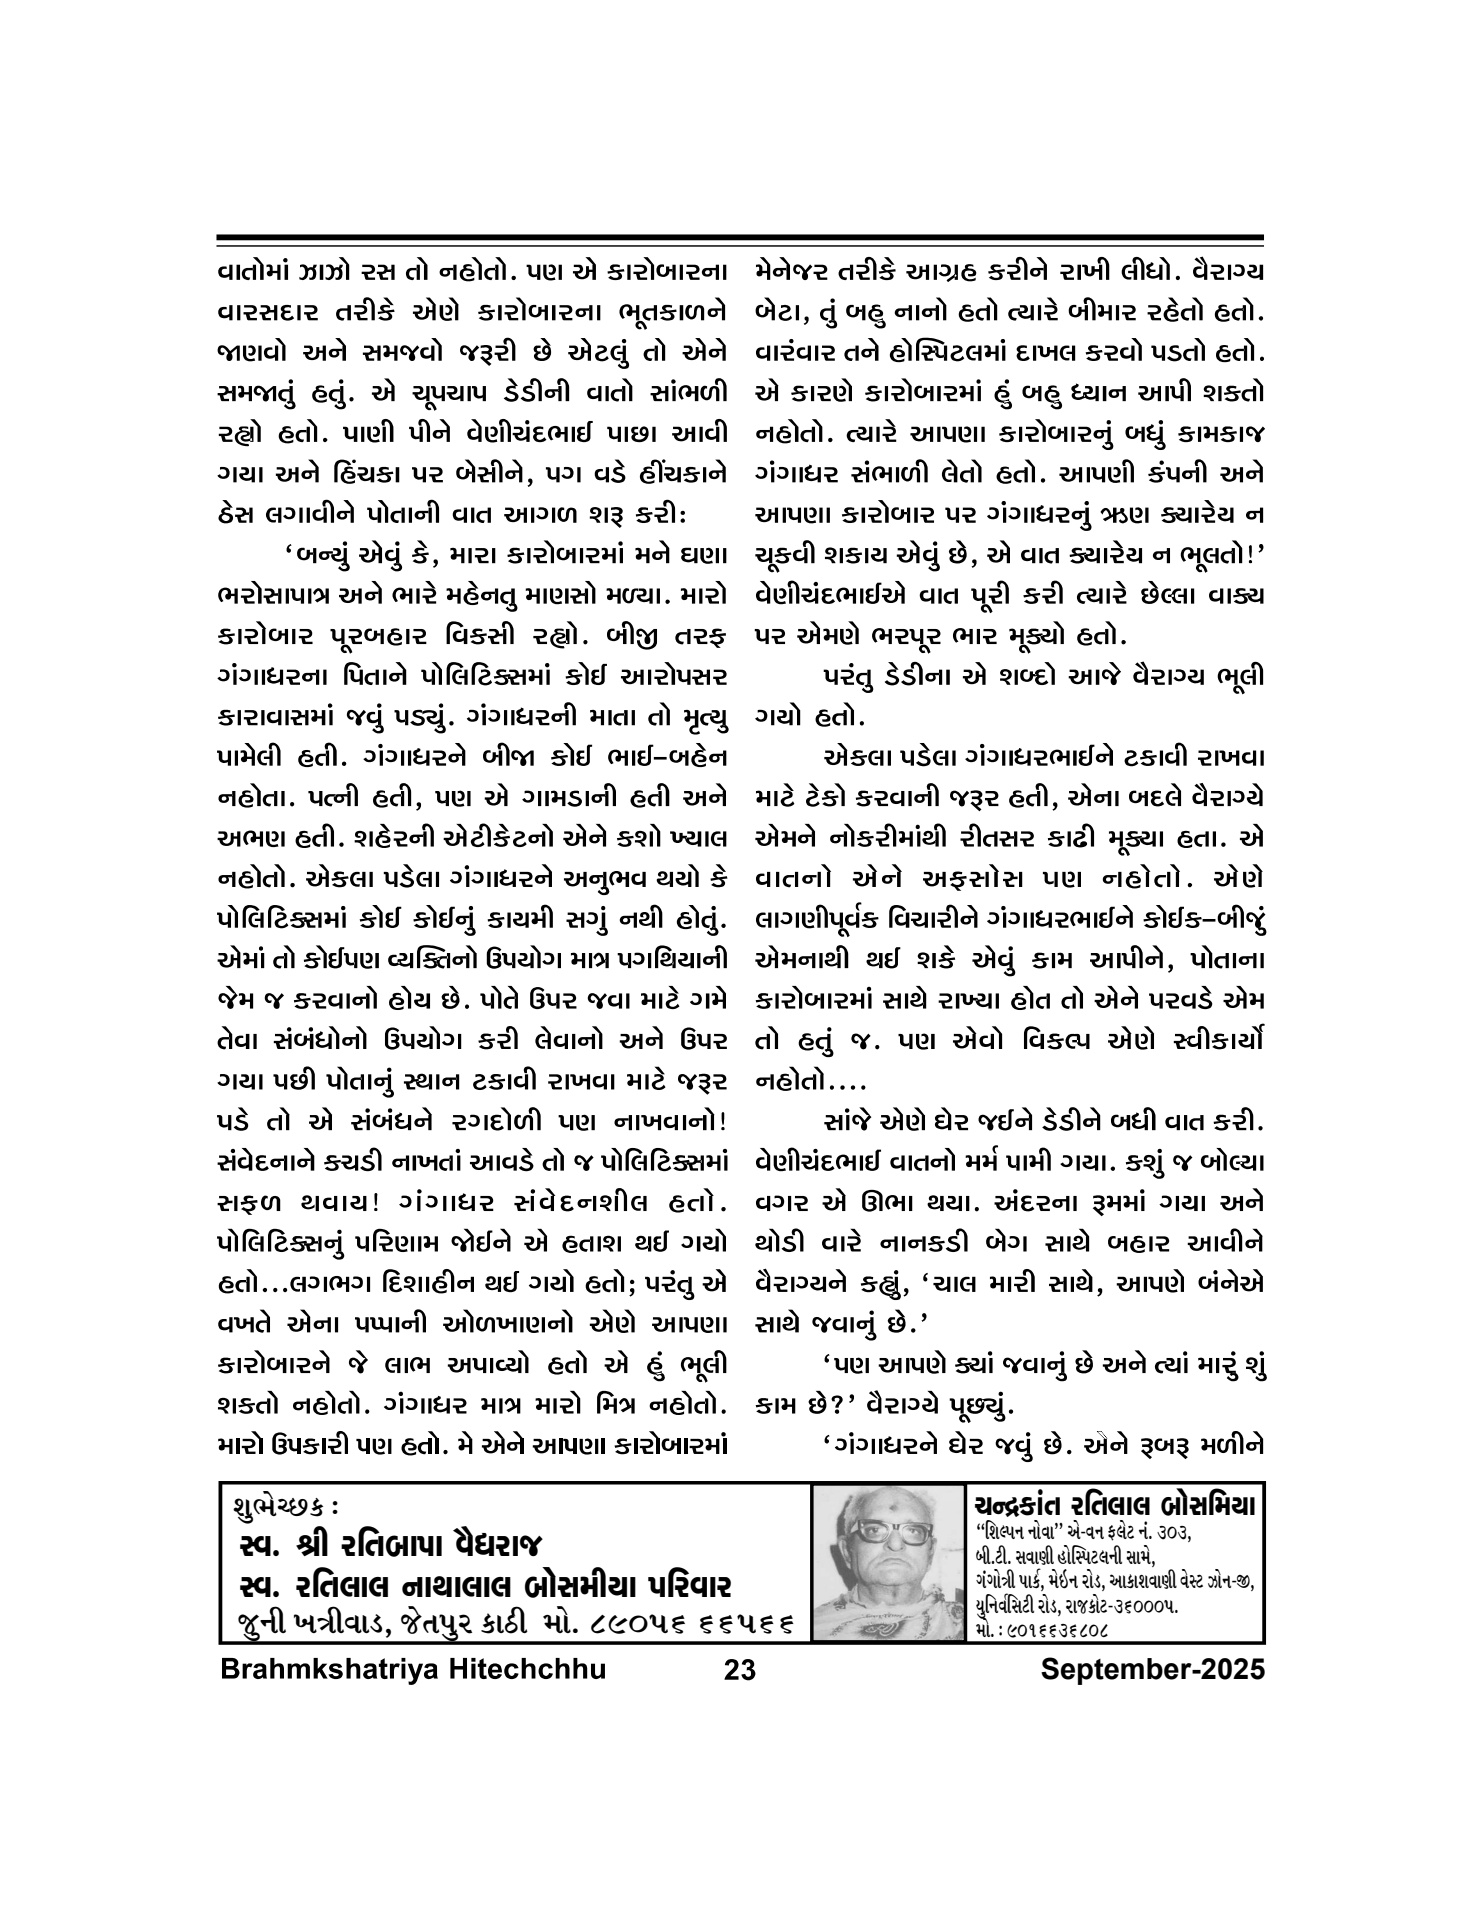 વાતોમાં ઝાઝો રસ તો નહોતો. પણ એ કારોબારના
વારસદાર તરીકે એણે કારોબારના ભૂતકાળને
જાણવો અને સમજવો જરૂરી છે એટલું તો એને
સમજાતું હતું. એ ચૂપચાપ ડેડીની વાતો સાંભળી
રહ્યો હતો. પાણી પીને વેણીચંદભાઈ પાછા આવી
ગયા અને હિંચકા પર બેસીને, પગ વડે હીંચકાને
ઠેસ લગાવીને પોતાની વાત આગળ શરૂ કરી:
‘બન્યું એવું કે, મારા કારોબારમાં મને ઘણા
ભરોસાપાત્ર અને ભારે મહેનતુ માણસો મળ્યા. મારો
કારોબાર પૂરબહાર વિકસી રહ્યો. બીજી તરફ
ગંગાધરના પિતાને પોલિટિક્સમાં કોઈ આરોપસર
કારાવાસમાં જવું પડ્યું. ગંગાધરની માતા તો મૃત્યુ
પામેલી હતી. ગંગાધરને બીજા કોઈ ભાઈ–બહેન
નહોતા. પત્ની હતી, પણ એ ગામડાની હતી અને
અભણ હતી. શહેરની એટીકેટનો એને કશો ખ્યાલ
નહોતો. એકલા પડેલા ગંગાધરને અનુભવ થયો કે
પોલિટિક્સમાં કોઈ કોઈનું કાયમી સગું નથી હોતું.
એમાં તો કોઈપણ વ્યક્તિનો ઉપયોગ માત્ર પગથિયાની
જેમ જ કરવાનો હોય છે. પોતે ઉપર જવા માટે ગમે
તેવા સંબંધોનો ઉપયોગ કરી લેવાનો અને ઉપર
ગયા પછી પોતાનું સ્થાન ટકાવી રાખવા માટે જરૂર
પડે તો એ સંબંધને રગદોળી પણ નાખવાનો!
સંવેદનાને કચડી નાખતાં આવડે તો જ પોલિટિક્સમાં
સફળ થવાય! ગંગાધર સંવેદનશીલ હતો.
પોલિટિક્સનું પરિણામ જોઈને એ હતાશ થઈ ગયો
હતો...લગભગ દિશાહીન થઈ ગયો હતો; પરંતુ એ
વખતે એના પપ્પાની ઓળખાણનો એણે આપણા
કારોબારને જે લાભ અપાવ્યો હતો એ હું ભૂલી
શકતો નહોતો. ગંગાધર માત્ર મારો મિત્ર નહોતો.
મારો ઉપકારી પણ હતો. મે એને આપણા કારોબારમાં
મેનેજર તરીકે આગ્રહ કરીને રાખી લીધો. વૈરાગ્ય
બેટા, તું બહુ નાનો હતો ત્યારે બીમાર રહેતો હતો.
વારંવાર તને હોસ્પિટલમાં દાખલ કરવો પડતો હતો.
એ કારણે કારોબારમાં હું બહુ ધ્યાન આપી શકતો
નહોતો. ત્યારે આપણા કારોબારનું બધું કામકાજ
ગંગાધર સંભાળી લેતો હતો. આપણી કંપની અને
આપણા કારોબાર પર ગંગાધરનું ઋણ ક્યારેય ન
ચૂકવી શકાય એવું છે, એ વાત ક્યારેય ન ભૂલતો!’
વેણીચંદભાઈએ વાત પૂરી કરી ત્યારે છેલ્લા વાક્ય
પર એમણે ભરપૂર ભાર મૂક્યો હતો.
પરંતુ ડેડીના એ શબ્દો આજે વૈરાગ્ય ભૂલી
ગયો હતો.
એકલા પડેલા ગંગાધરભાઈને ટકાવી રાખવા
માટે ટેકો કરવાની જરૂર હતી, એના બદલે વૈરાગ્યે
એમને નોકરીમાંથી રીતસર કાઢી મૂક્યા હતા. એ
વાતનો એને અફસોસ પણ નહોતો. એણે
લાગણીપૂર્વક વિચારીને ગંગાધરભાઈને કોઈક–બીજું
એમનાથી થઈ શકે એવું કામ આપીને, પોતાના
કારોબારમાં સાથે રાખ્યા હોત તો એને પરવડે એમ
તો હતું જ. પણ એવો વિકલ્પ એણે સ્વીકાર્યો
નહોતો....
સાંજે એણે ઘેર જઈને ડેડીને બધી વાત કરી.
વેણીચંદભાઈ વાતનો મર્મ પામી ગયા. કશું જ બોલ્યા
વગર એ ઊભા થયા. અંદરના રૂમમાં ગયા અને
થોડી વારે નાનકડી બેગ સાથે બહાર આવીને
વૈરાગ્યને કહ્યું, ‘ચાલ મારી સાથે, આપણે બંનેએ
સાથે જવાનું છે.’
‘પણ આપણે ક્યાં જવાનું છે અને ત્યાં મારું શું
કામ છે?’ વૈરાગ્યે પૂછ્યું.
‘ગંગાધરને ઘેર જવું છે. એને રૂબરૂ મળીને
શુભેચ્છક :
સ્વ. શ્રી રતિબાપા વૈદ્યરાજ
સ્વ. રતિલાલ નાથાલાલ બોસમીયા પરિવાર
જુની ખત્રીવાડ, જેતપુર કાઠી મો. ૮૯૦૫૬ ૬૬૫૬૬
ચન્દ્રકાંત રતિલાલ બોસમિયા
“શિલ્પન નોવા” એ-વન ફલેટ નં. ૩૦૩,
બી.ટી. સવાણી હોસ્પિટલની સામે,
ગંગોત્રી પાર્ક, મેઇન રોડ, આકાશવાણી વેસ્ટ ઝોન-જી,
યુનિર્વસિટી રોડ, રાજકોટ-૩૬૦૦૦૫.
મો. : ૯૦૧૬૬૩૬૮૦૮
Brahmkshatriya Hitechchhu 23 September-2025